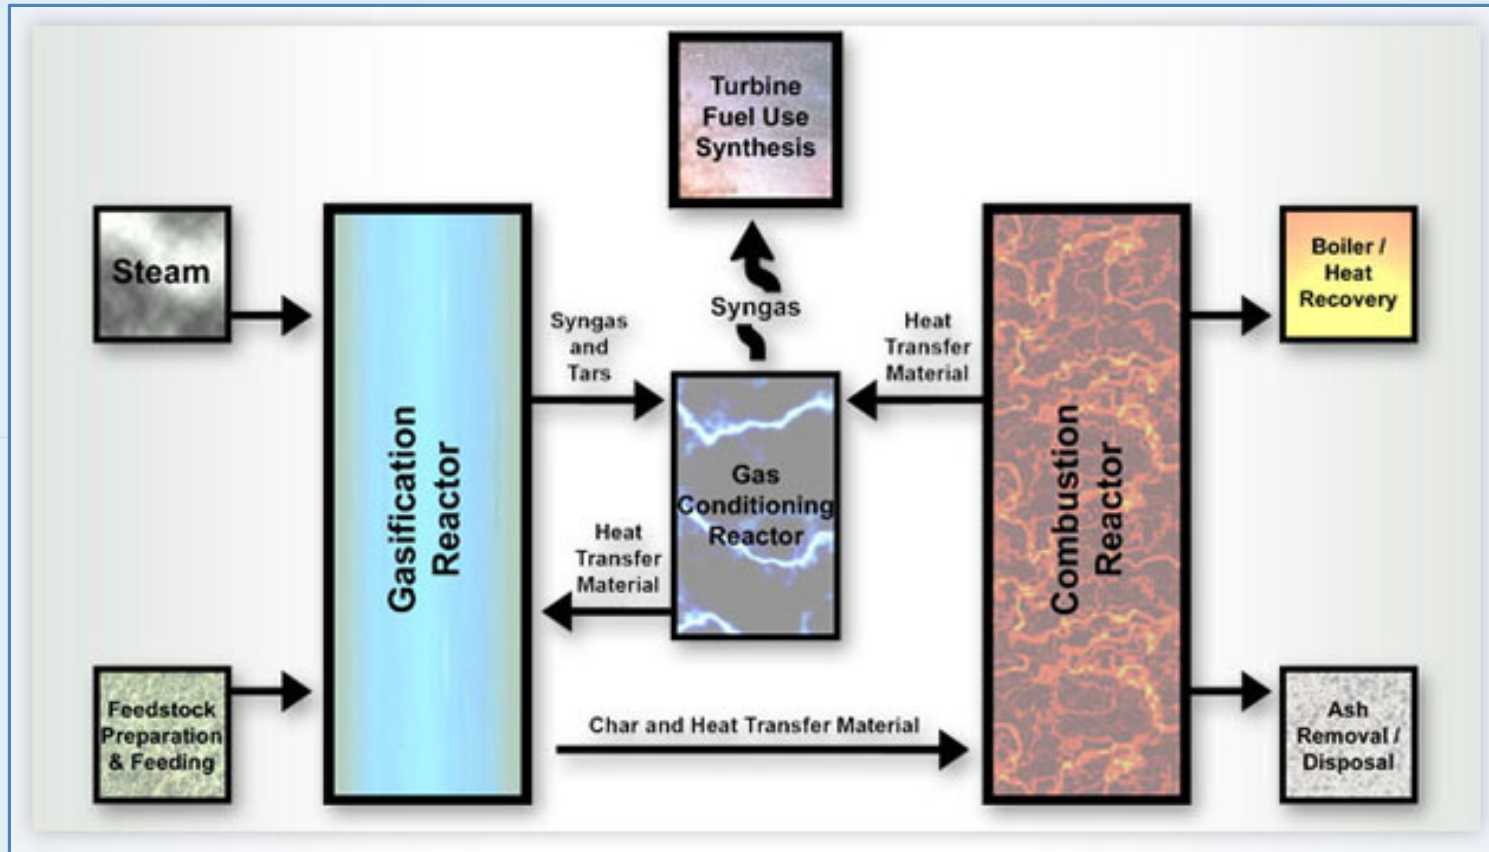 Turbine
Fuel Use
Synthesis
Steam
Boiler /
Heat
Recovery
Syngas
Syngas
and
Tars
Heat
Transfer
Material
Gasification
Reactor
Gas
Conditioning
Reactor
Combustion
Reactor
Heat
Transfer
Material
Feedstock
Preparation
& Feeding
Char and Heat Transfer Material
Ash
Removal /
Disposal